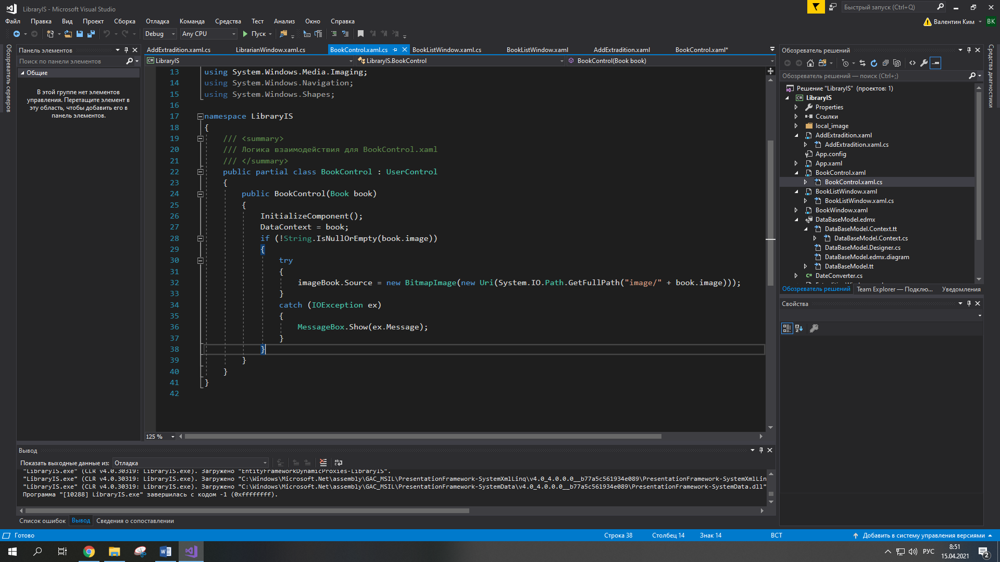 LibraryIS - Microsoft Visual Studio
Быстрый запуск (Ctrl+Q)
Файл Правка Вид Проект Сборка Отладка Команда Средства Тест Анализ Окно Справка
Валентин Ким ВК
Debug Any CPU Пуск
Обозреватель серверов
Панель элементов
Поиск по панели элементов
Общие
В этой группе нет элементов
управления. Перетащите элемент в
эту область, чтобы добавить его в
панель элементов.
AddExtradition.xaml.cs LibrarianWindow.xaml.cs BookControl.xaml.cs BookListWindow.xaml.cs BookListWindow.xaml AddExtradition.xaml BookControl.xaml*
LibraryIS LibraryIS.BookControl BookControl(Book book)
13 using System.Windows.Media.Imaging;
14 using System.Windows.Navigation;
15 using System.Windows.Shapes;
16
17 namespace LibraryIS
18 {
19 /// <summary>
20 /// Логика взаимодействия для BookControl.xaml
21 /// </summary>
22 public partial class BookControl : UserControl
23 {
24 public BookControl(Book book)
25 {
26 InitializeComponent();
27 DataContext = book;
28 if (!String.IsNullOrEmpty(book.image))
29 {
30 try
31 {
32 imageBook.Source = new BitmapImage(new Uri(System.IO.Path.GetFullPath("image/" + book.image)));
33 }
34 catch (IOException ex)
35 {
36 MessageBox.Show(ex.Message);
37 }
38 }
39 }
40 }
41 }
42
125 %
Вывод
Показать выходные данные из: Отладка
"LibraryIS.exe" (CLR v4.0.30319: LibraryIS.exe). Загружено "EntityFrameworkDynamicProxies-LibraryIS".
"LibraryIS.exe" (CLR v4.0.30319: LibraryIS.exe). Загружено "C:\Windows\Microsoft.Net\assembly\GAC_MSIL\PresentationFramework-SystemXmlLinq\v4.0_4.0.0.0__b77a5c561934e089\PresentationFramework-SystemXmlLin
"LibraryIS.exe" (CLR v4.0.30319: LibraryIS.exe). Загружено "C:\Windows\Microsoft.Net\assembly\GAC_MSIL\PresentationFramework-SystemData\v4.0_4.0.0.0__b77a5c561934e089\PresentationFramework-SystemData.dll"
Программа "[10288] LibraryIS.exe" завершилась с кодом -1 (0xffffffff).
Список ошибок Вывод Сведения о сопоставлении
Обозреватель решений
Обозреватель решений — поиск (Ctrl+;)
Решение "LibraryIS" (проектов: 1)
LibraryIS
Properties
Ссылки
local_image
AddExtradition.xaml
AddExtradition.xaml.cs
App.config
App.xaml
BookControl.xaml
BookControl.xaml.cs
BookListWindow.xaml
BookListWindow.xaml.cs
BookWindow.xaml
DataBaseModel.edmx
DataBaseModel.Context.tt
DataBaseModel.Context.cs
DataBaseModel.Designer.cs
DataBaseModel.edmx.diagram
DataBaseModel.tt
DateConverter.cs
Обозреватель решений Team Explorer — Подклю... Уведомления
Свойства
Средства диагностики
Готово Строка 38 Столбец 14 Знак 14 ВСТ Добавить в систему управления версиями
РУС
8:51
15.04.2021
2